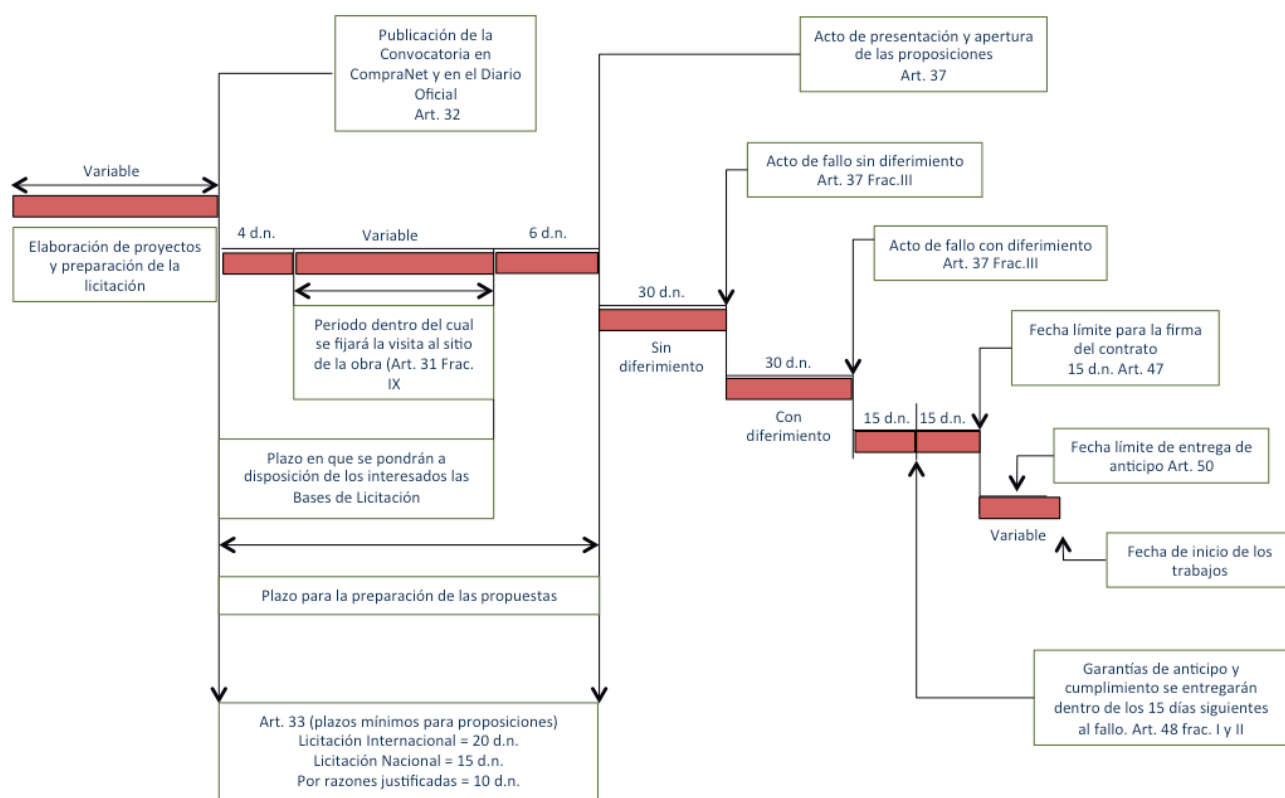 Publicación de la
Convocatoria en
CompraNet y en el Diario
Oficial
Art. 32
Acto de presentación y apertura
de las proposiciones
Art. 37
Variable
Acto de fallo sin diferimiento
Art. 37 Frac.III
Elaboración de proyectos
y preparación de la
licitación
4 d.n.
Variable
6 d.n.
Acto de fallo con diferimiento
Art. 37 Frac.III
30 d.n.
Sin
diferimiento
Periodo dentro del cual
se fijará la visita al sitio
de la obra (Art. 31 Frac.
IX
Fecha límite para la firma
del contrato
15 d.n. Art. 47
30 d.n.
Con
diferimiento
15 d.n.
15 d.n.
Plazo en que se pondrán a
disposición de los interesados las
Bases de Licitación
Fecha límite de entrega de
anticipo Art. 50
Variable
Fecha de inicio de los
trabajos
Plazo para la preparación de las propuestas
Garantías de anticipo y
cumplimiento se entregarán
dentro de los 15 días siguientes
al fallo. Art. 48 frac. I y II
Art. 33 (plazos mínimos para proposiciones)
Licitación Internacional = 20 d.n.
Licitación Nacional = 15 d.n.
Por razones justificadas = 10 d.n.